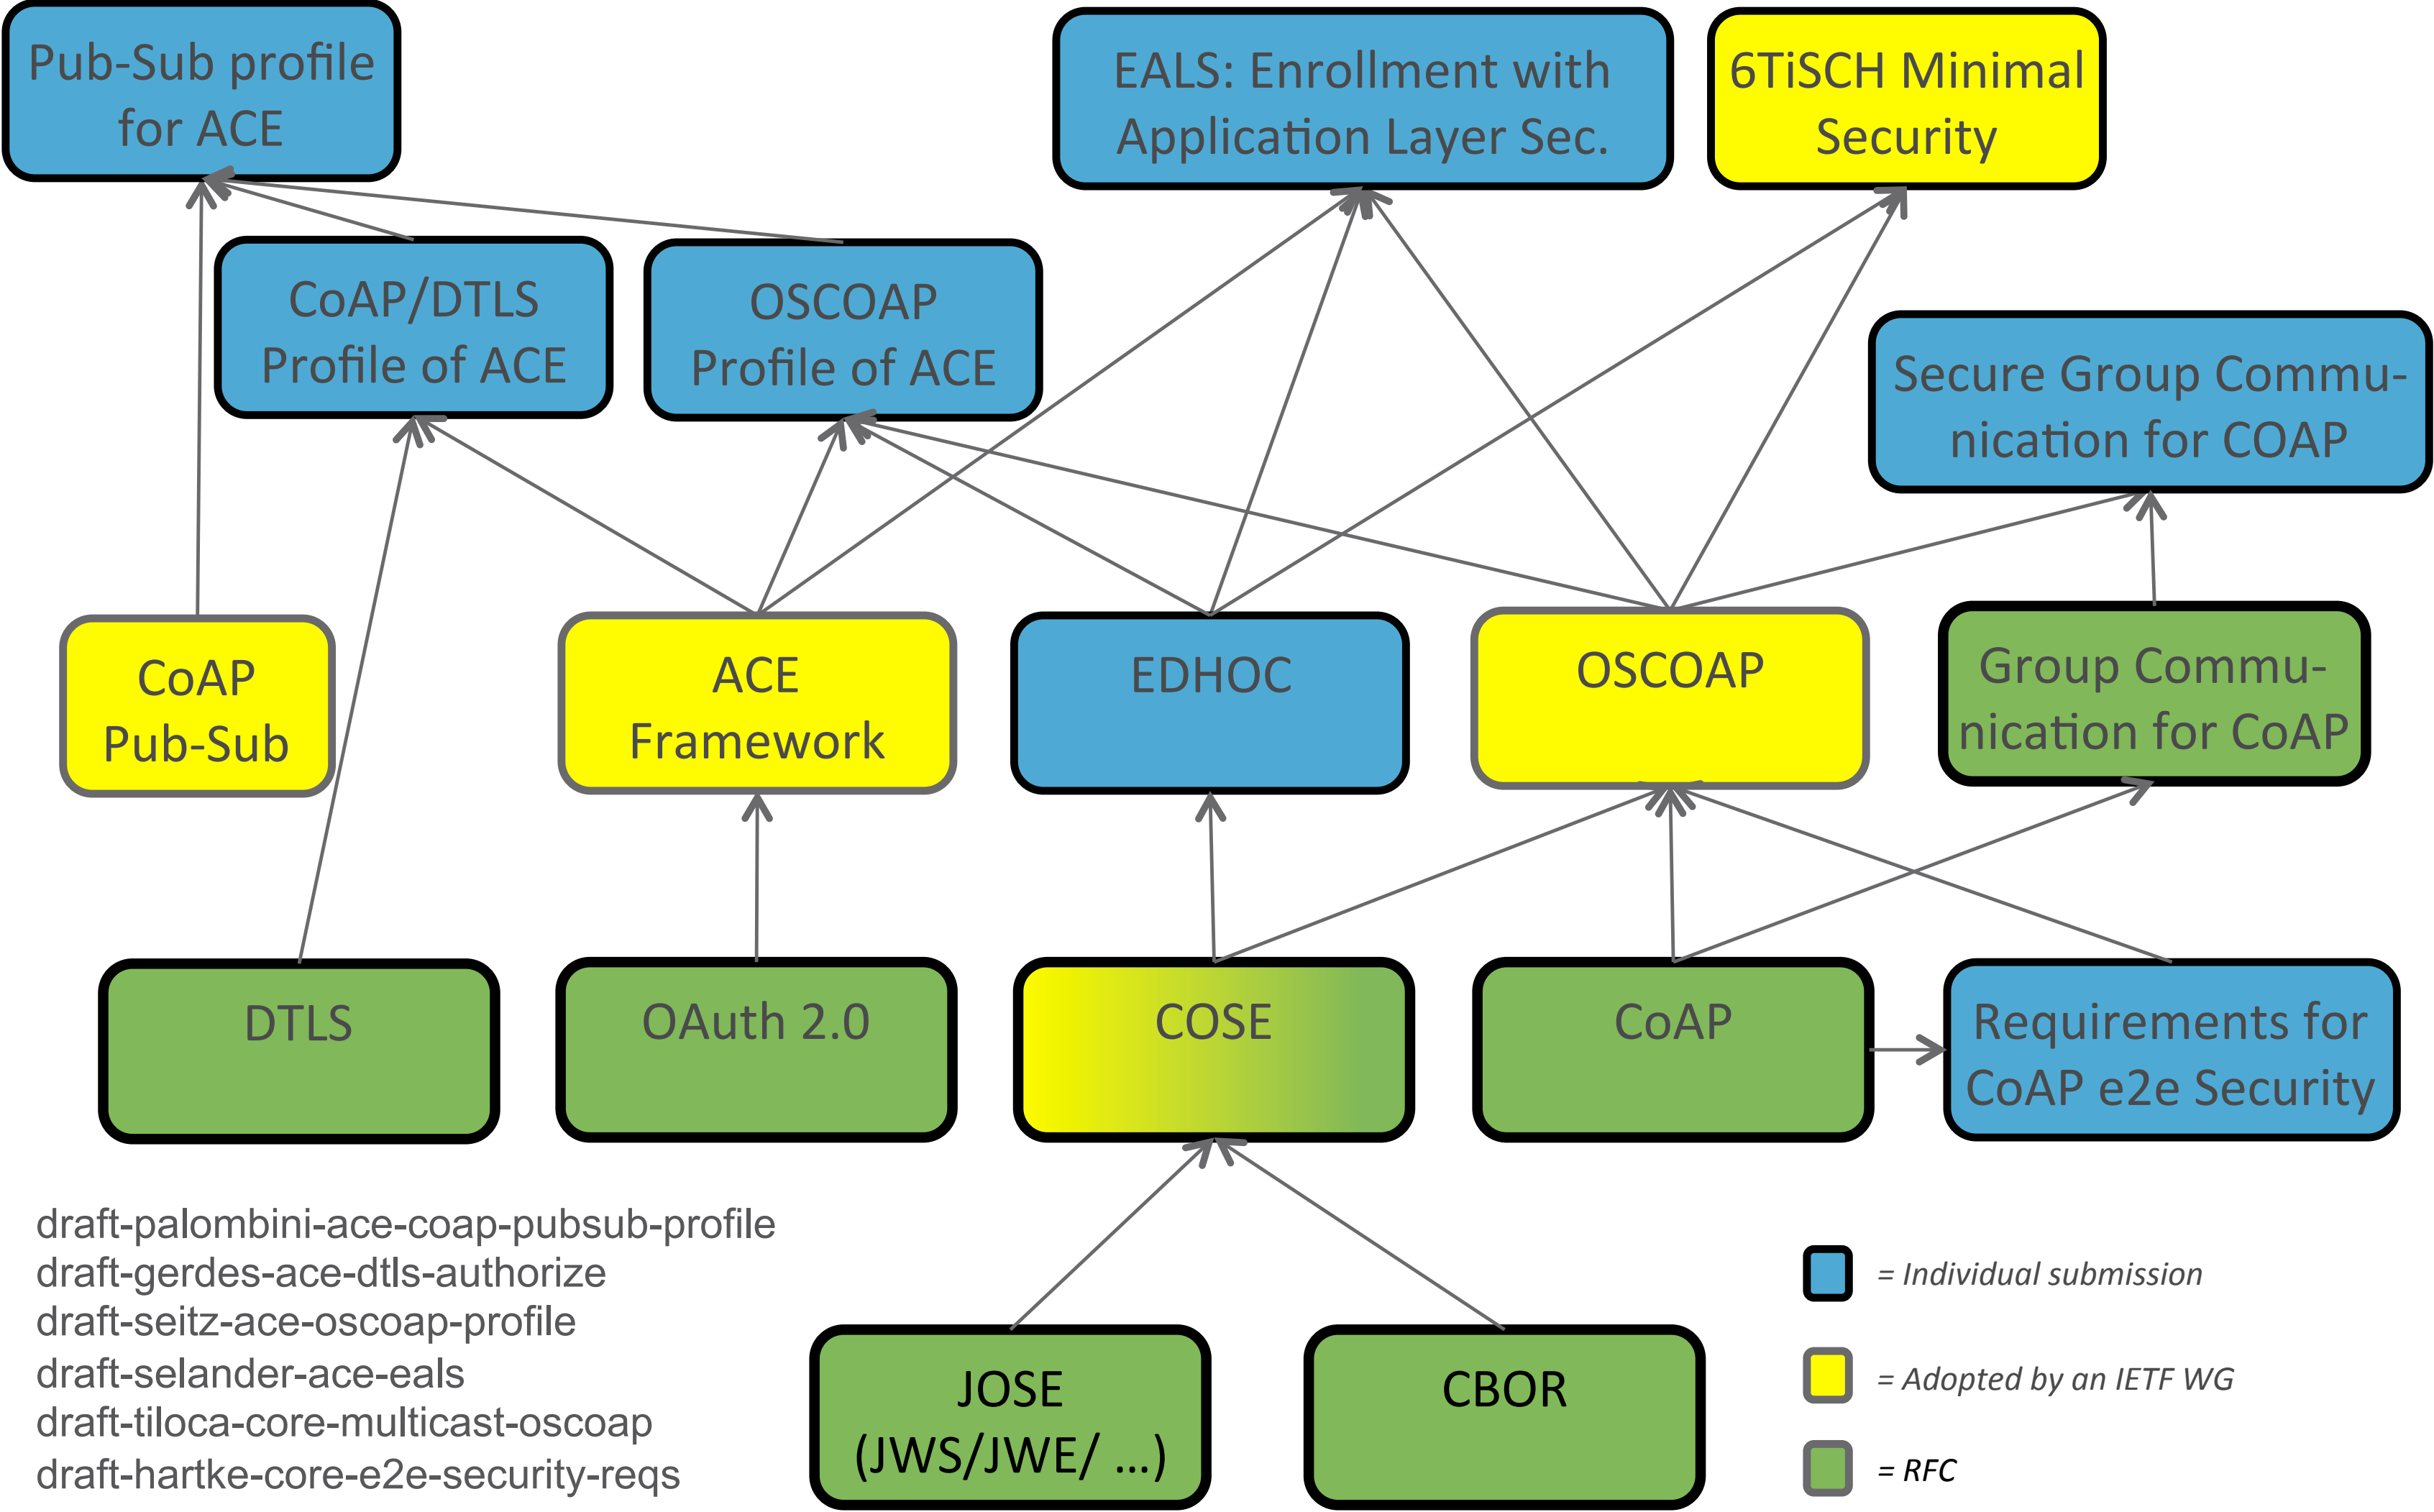 Pub-Sub profile
for ACE
EALS: Enrollment with
Application Layer Sec.
6TiSCH Minimal
Security
CoAP/DTLS
Profile of ACE
OSCOAP
Profile of ACE
Secure Group Commu-
nication for COAP
CoAP
Pub-Sub
ACE
Framework
EDHOC
OSCOAP
Group Commu-
nication for CoAP
DTLS
OAuth 2.0
COSE
CoAP
Requirements for
CoAP e2e Security
draft-palombini-ace-coap-pubsub-profile
draft-gerdes-ace-dtls-authorize
draft-seitz-ace-oscoap-profile
draft-selander-ace-eals
draft-tiloca-core-multicast-oscoap
draft-hartke-core-e2e-security-reqs
JOSE
(JWS/JWE/ ...)
CBOR
= Individual submission
= Adopted by an IETF WG
= RFC